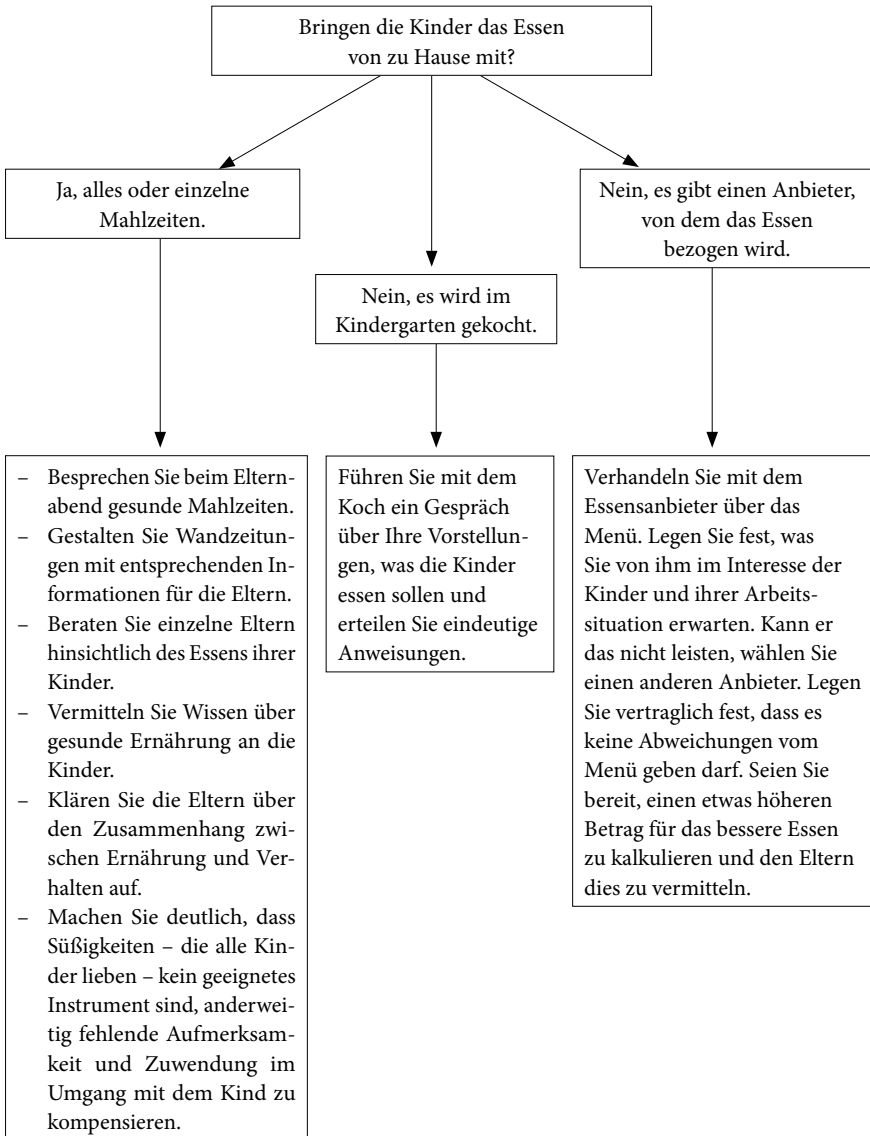 Bringen die Kinder das Essen
von zu Hause mit?
Ja, alles oder einzelne
Mahlzeiten.
Nein, es wird im
Kindergarten gekocht.
Nein, es gibt einen Anbieter,
von dem das Essen
bezogen wird.
– Besprechen Sie beim Eltern-
abend gesunde Mahlzeiten.
– Gestalten Sie Wandzeitun-
gen mit entsprechenden In-
formationen für die Eltern.
– Beraten Sie einzelne Eltern
hinsichtlich des Essens ihrer
Kinder.
– Vermitteln Sie Wissen über
gesunde Ernährung an die
Kinder.
– Klären Sie die Eltern über
den Zusammenhang zwi-
schen Ernährung und Ver-
halten auf.
– Machen Sie deutlich, dass
Süßigkeiten – die alle Kin-
der lieben – kein geeignetes
Instrument sind, anderwei-
tig fehlende Aufmerksam-
keit und Zuwendung im
Umgang mit dem Kind zu
kompensieren.
Führen Sie mit dem
Koch ein Gespräch
über Ihre Vorstellun-
gen, was die Kinder
essen sollen und
erteilen Sie eindeutige
Anweisungen.
Verhandeln Sie mit dem
Essensanbieter über das
Menü. Legen Sie fest, was
Sie von ihm im Interesse der
Kinder und ihrer Arbeits-
situation erwarten. Kann er
das nicht leisten, wählen Sie
einen anderen Anbieter. Legen
Sie vertraglich fest, dass es
keine Abweichungen vom
Menü geben darf. Seien Sie
bereit, einen etwas höheren
Betrag für das bessere Essen
zu kalkulieren und den Eltern
dies zu vermitteln.